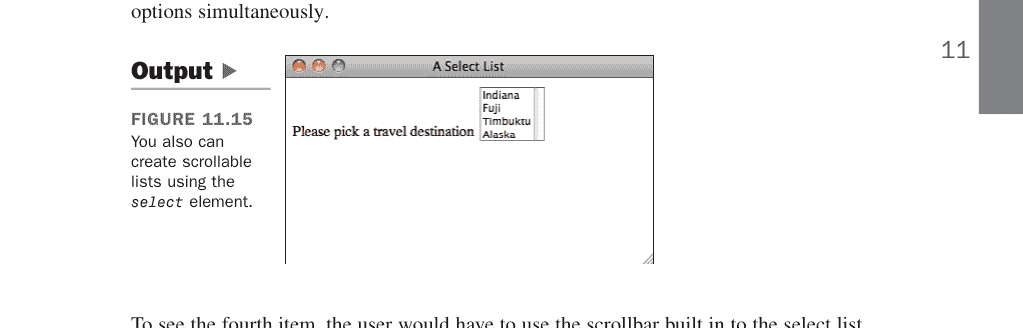 options simultaneously.
11
Output
FIGURE 11.15
You also can
create scrollable
lists using the
select element.
A Select List
Please pick a travel destination
Indiana
Fuji
Timbuktu
Alaska
To see the fourth item, the user would have to use the scrollbar built in to the select list